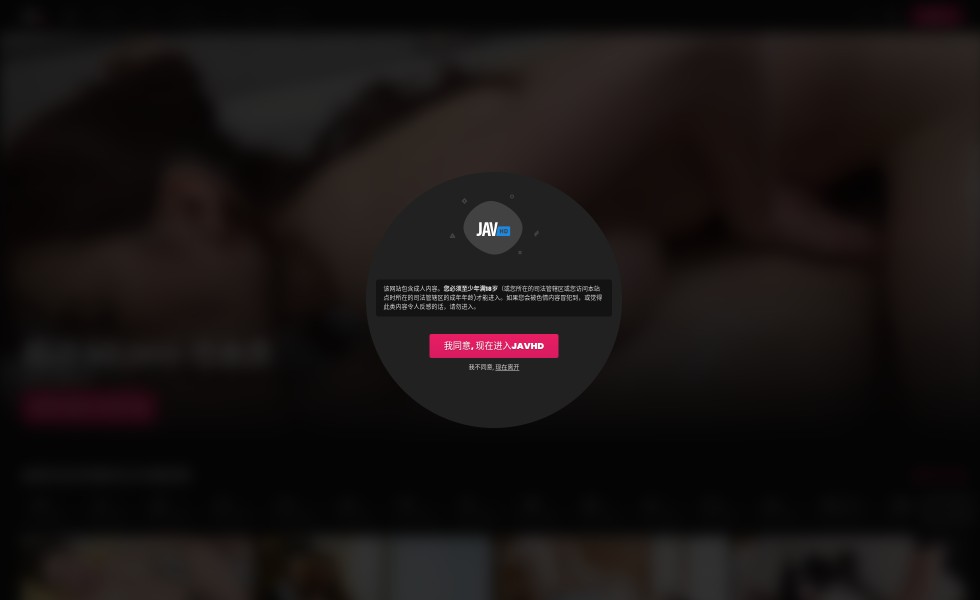 JAV HD
该网站包含成人内容。您必须至少年满18岁（或您所在的司法管辖区或您访问本站
点时所在的司法管辖区的成年年龄)才能进入。如果您会被色情内容冒犯到，或觉得
此类内容令人反感的话，请勿进入。
我同意, 现在进入JAVHD
我不同意, 现在离开